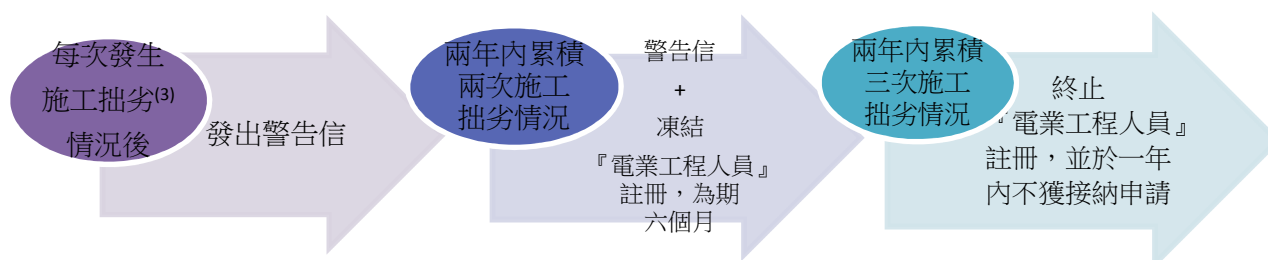 每次發生
施工拙劣(3)
情況後
發出警告信
兩年內累積
兩次施工
拙劣情況
警告信
+
凍結
『電業工程人員』
註冊，為期
六個月
兩年內累積
三次施工
拙劣情況
終止
『電業工程人員』
註冊，並於一年
內不獲接納申請